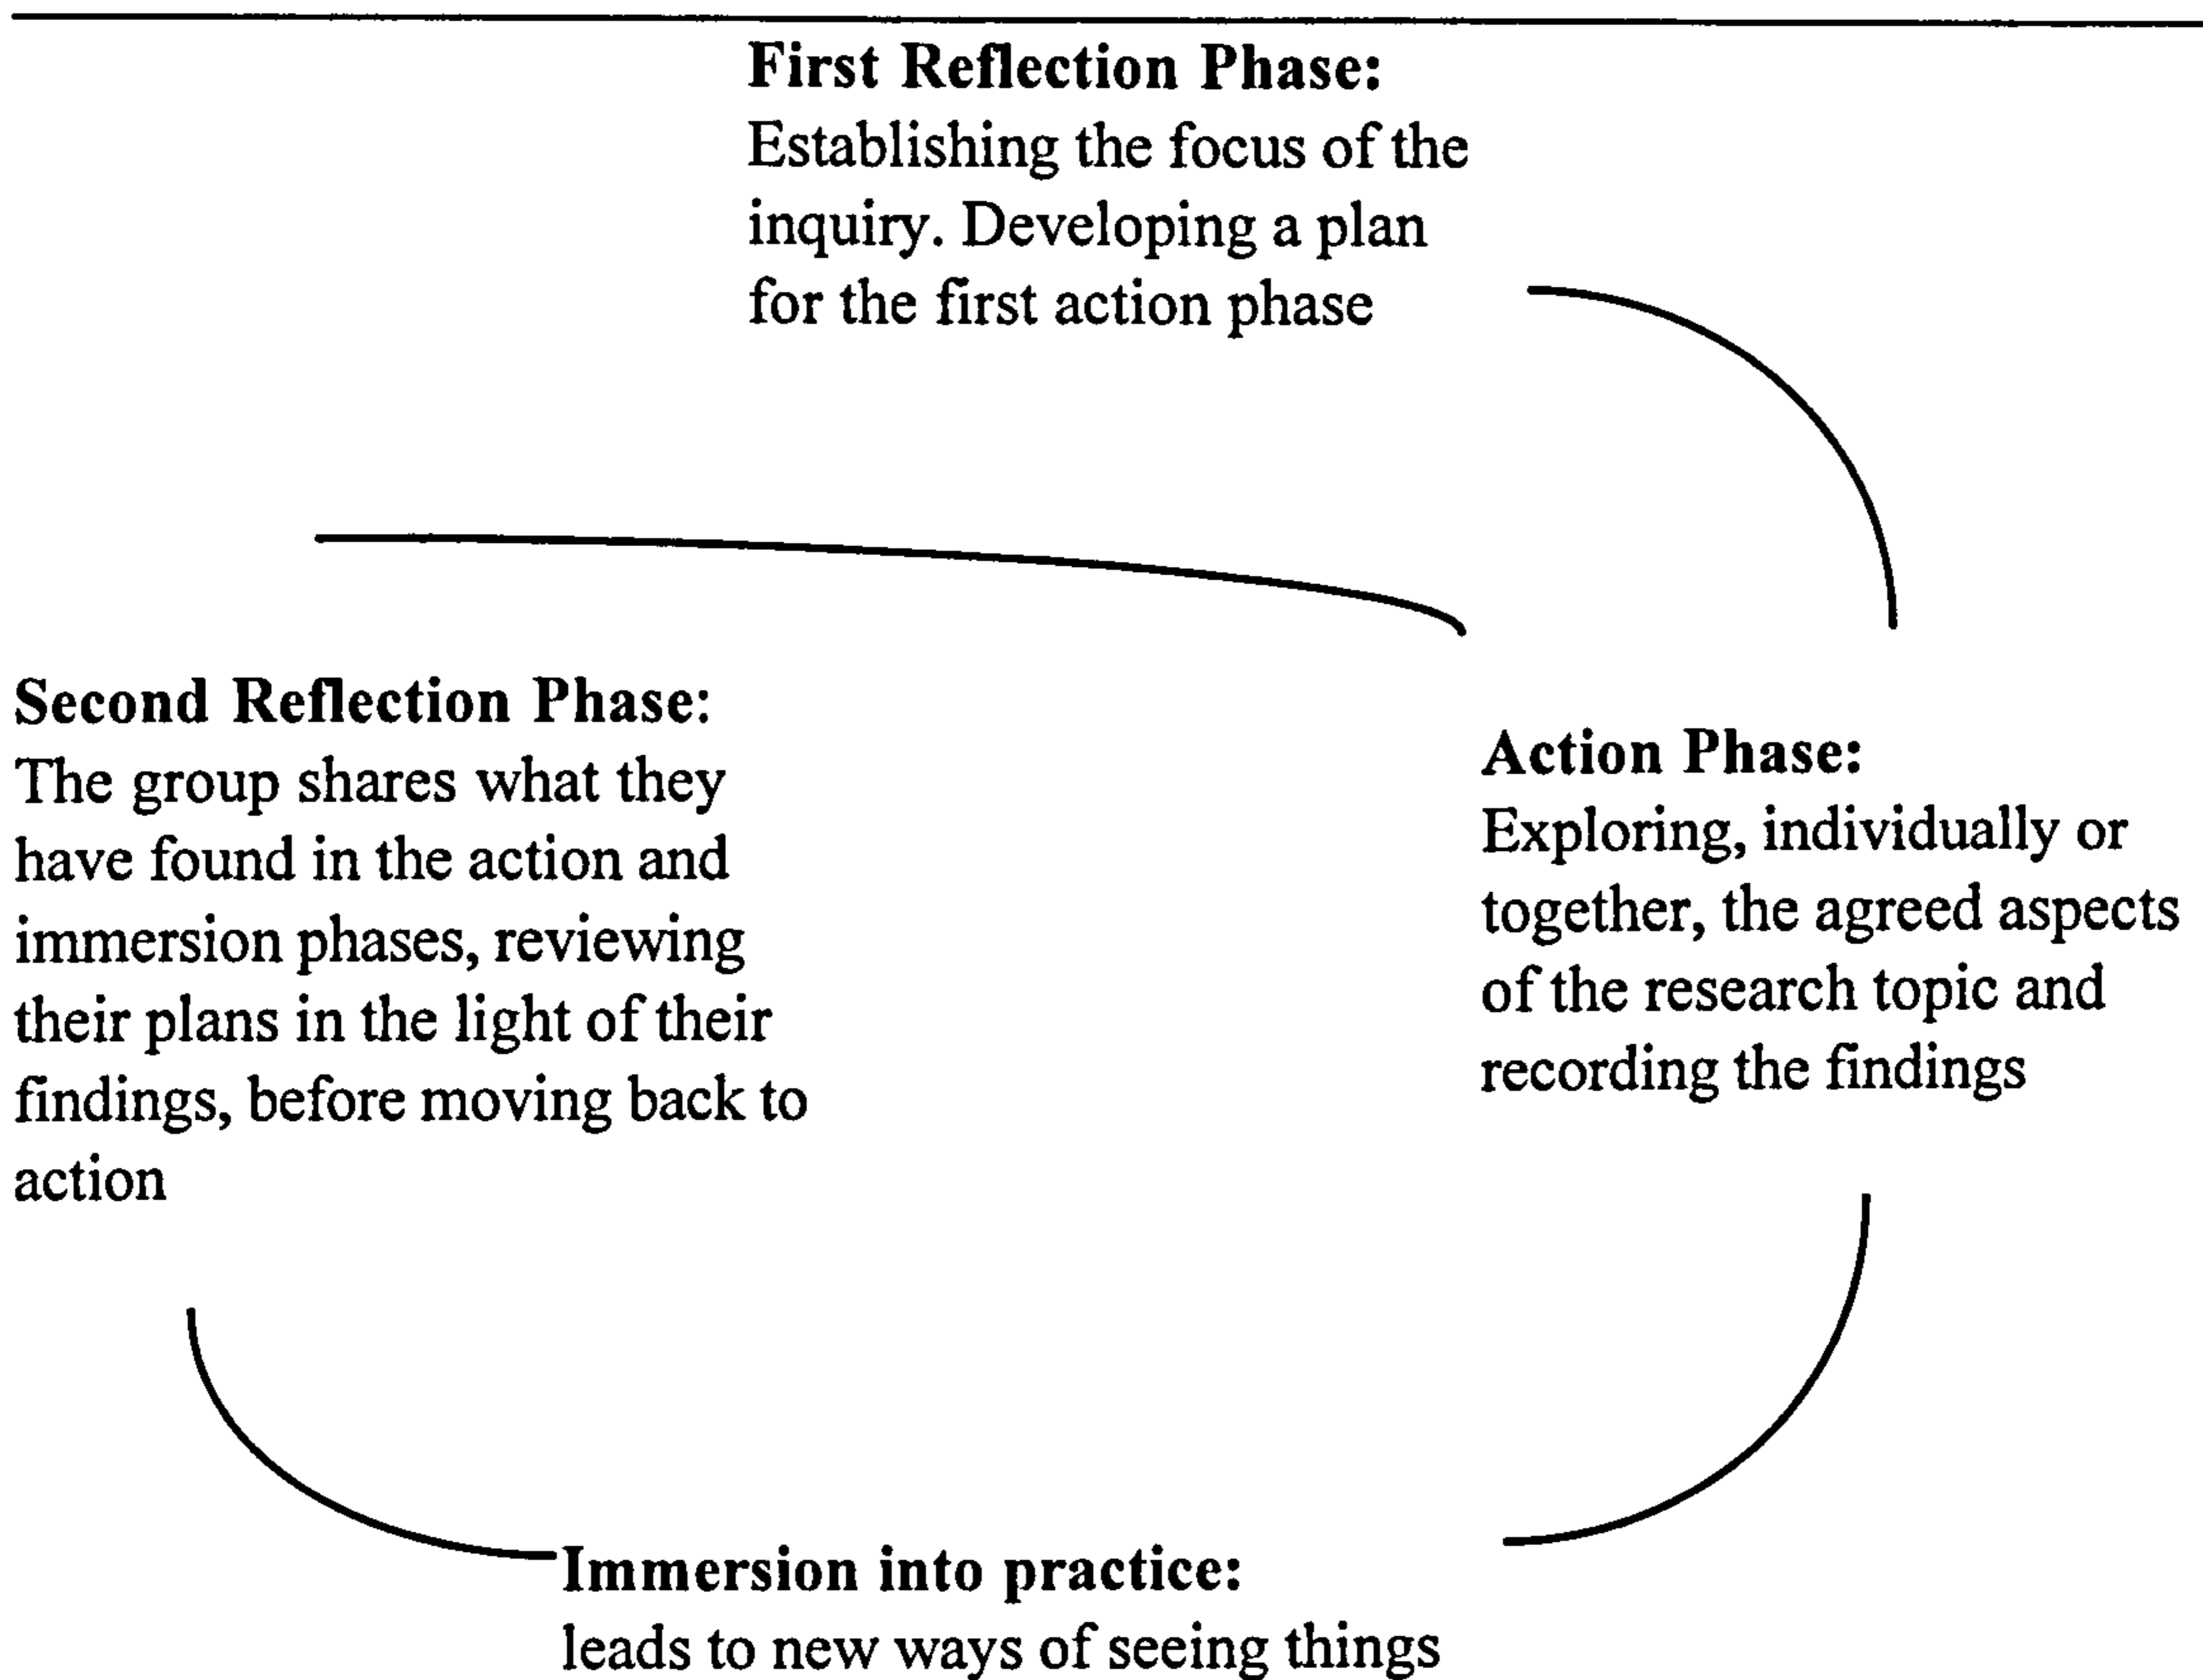 First Reflection Phase:
Establishing the focus of the
inquiry. Developing a plan
for the first action phase
Second Reflection Phase:
The group shares what they
have found in the action and
immersion phases, reviewing
their plans in the light of their
findings, before moving back to
action
Action Phase:
Exploring, individually or
together, the agreed aspects
of the research topic and
recording the findings
Immersion into practice:
leads to new ways of seeing things